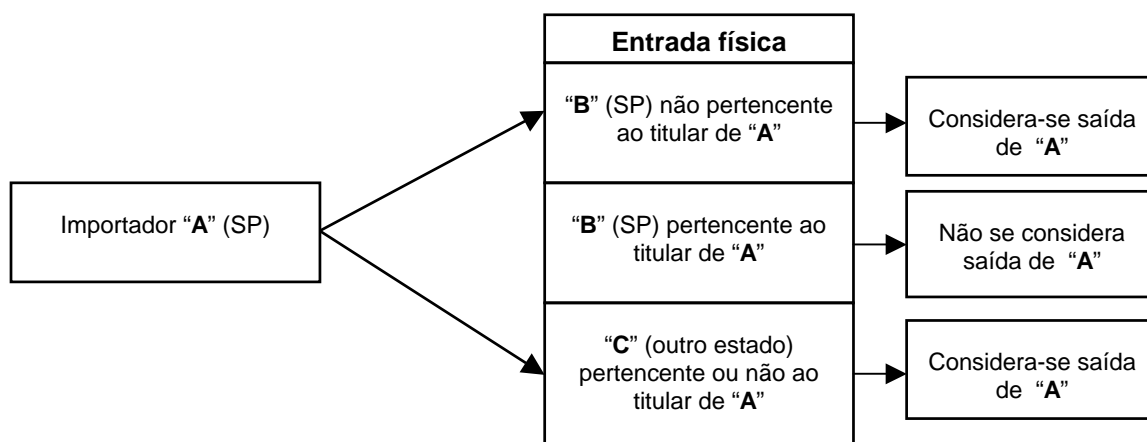 Entrada física
“B” (SP) não pertencente
ao titular de “A”
Considera-se saída
de “A”
Importador “A” (SP)
“B” (SP) pertencente ao
titular de “A”
Não se considera
saída de “A”
“C” (outro estado)
pertencente ou não ao
titular de “A”
Considera-se saída
de “A”